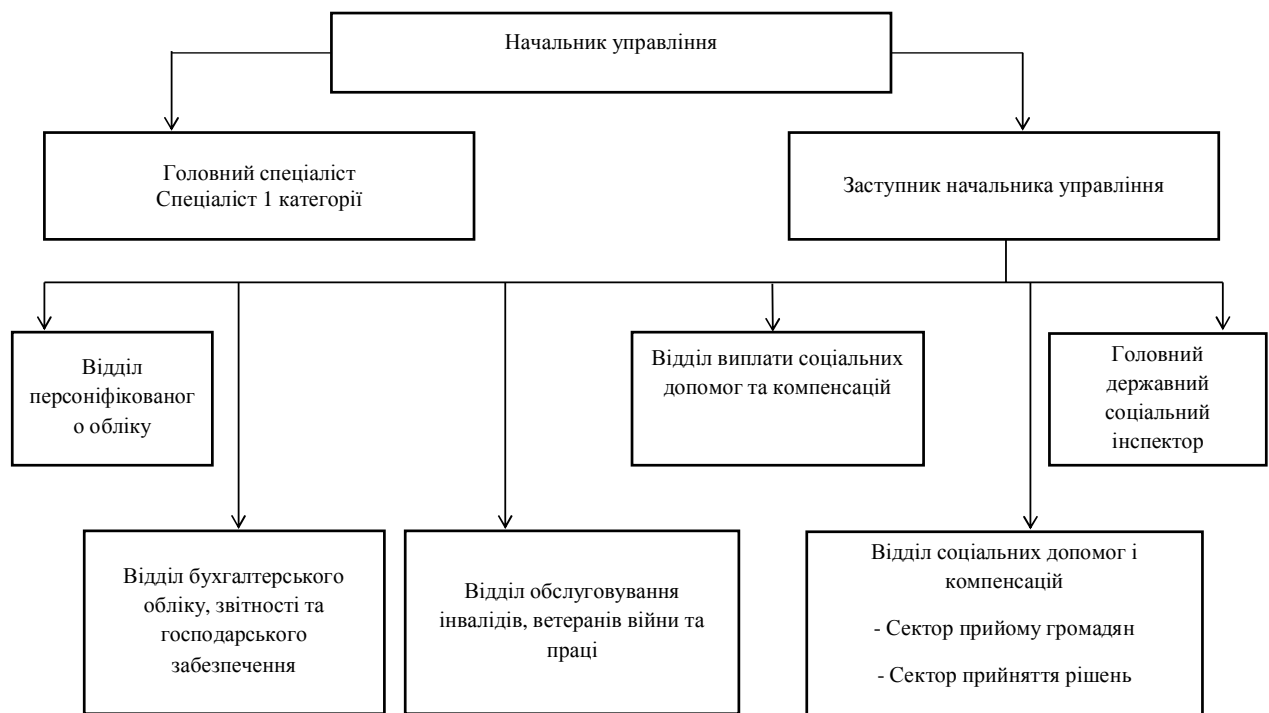 Начальник управління
Головний спеціаліст
Спеціаліст 1 категорії
Заступник начальника управління
Відділ
персоніфікованог
о обліку
Відділ виплати соціальних
допомог та компенсацій
Головний
державний
соціальний
інспектор
Відділ бухгалтерського
обліку, звітності та
господарського
забезпечення
Відділ обслуговування
інвалідів, ветеранів війни та
праці
Відділ соціальних допомог і
компенсацій
- Сектор прийому громадян
- Сектор прийняття рішень